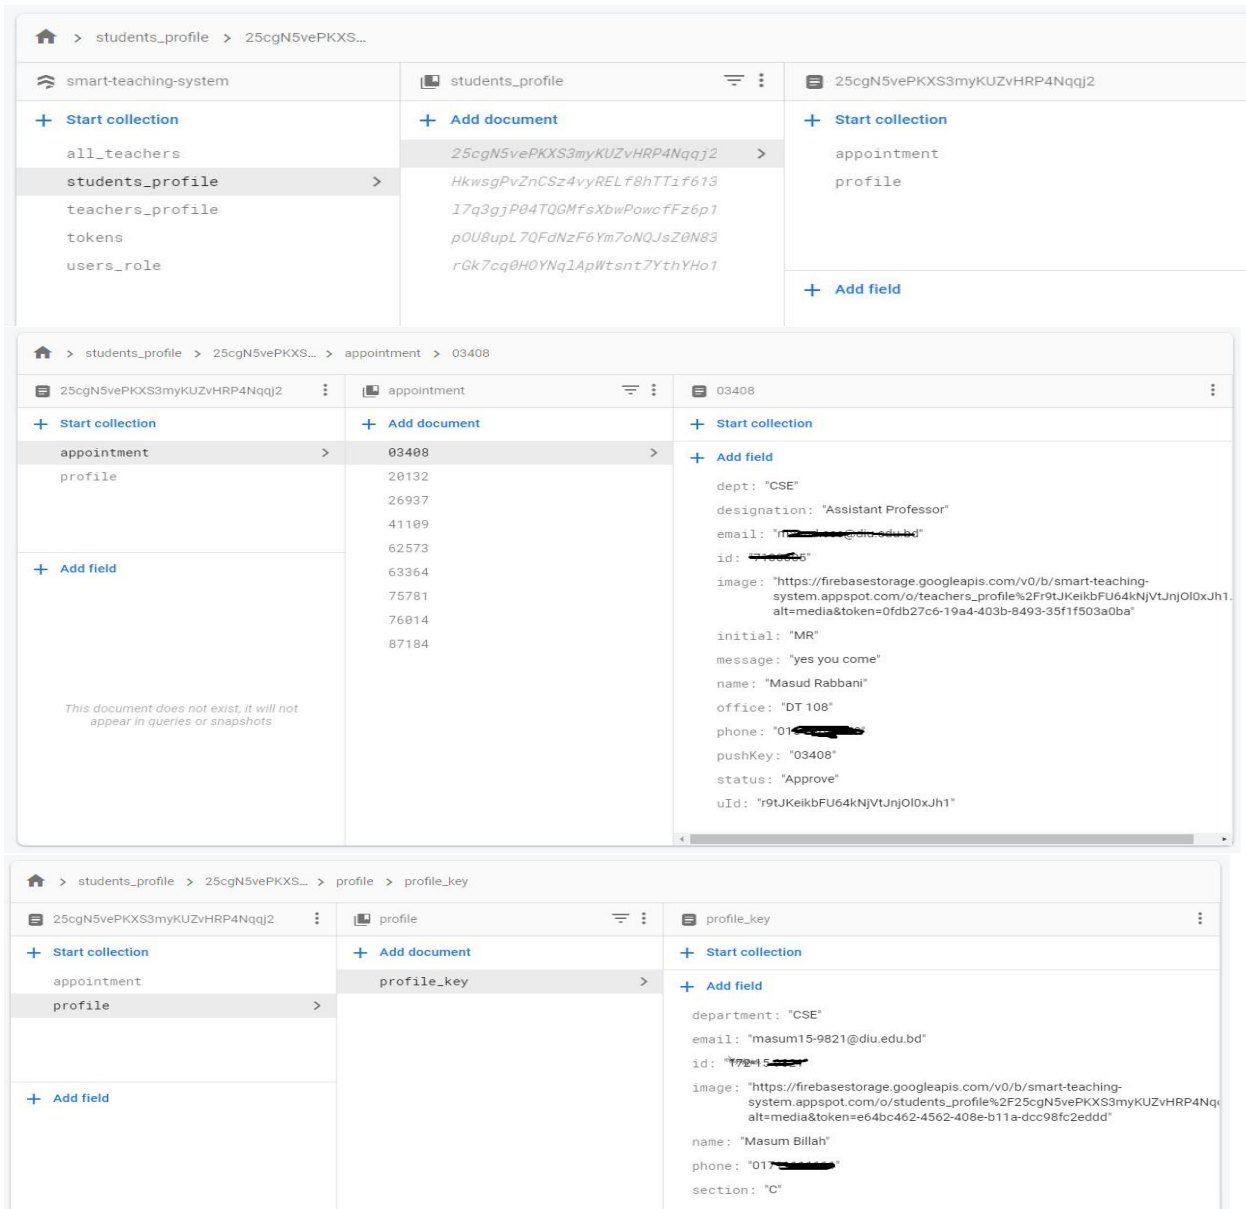 students_profile > 25cgN5vePKXS...
smart-teaching-system
students_profile
25cgN5vePKXS3myKUZvHRP4Nqqj2
+ Start collection
+ Add document
+ Start collection
all_teachers
25cgN5vePKXS3myKUZvHRP4Nqqj2
appointment
students_profile
HkwsgPvZnCSz4vyRELf8hTTif613
profile
teachers_profile
l7q3gjP04TQGMfsXbwPowcfFz6p1
tokens
pOU8upL7QFdNzF6Ym7oNQJsZ0N83
users_role
rGk7cq0HOYNqlApWtsnt7YthYHo1
+ Add field
students_profile > 25cgN5vePKXS... > appointment > 03408
25cgN5vePKXS3myKUZvHRP4Nqqj2
appointment
03408
+ Start collection
+ Add document
+ Start collection
appointment
profile
+ Add field
This document does not exist, it will not
appear in queries or snapshots
03408
20132
26937
41109
62573
63364
75781
76014
87184
+ Add field
dept: "CSE"
designation: "Assistant Professor"
email:
id:
image: "https://firebasestorage.googleapis.com/v0/b/smart-teaching-
system.appspot.com/o/teachers_profile%2Fr9tJKeikbFU64kNjVtJnjOl0xJh1.
alt=media&token=0fdb27c6-19a4-403b-8493-35f1f503a0ba"
initial: "MR"
message: "yes you come"
name: "Masud Rabbani"
office: "DT 108"
phone:
pushKey: "03408"
status: "Approve"
uId: "r9tJKeikbFU64kNjVtJnjOl0xJh1"
students_profile > 25cgN5vePKXS... > profile > profile_key
25cgN5vePKXS3myKUZvHRP4Nqqj2
profile
profile_key
+ Start collection
+ Add document
+ Start collection
appointment
profile
+ Add field
profile_key
+ Add field
department: "CSE"
email: "masum15-9821@diu.edu.bd"
id:
image: "https://firebasestorage.googleapis.com/v0/b/smart-teaching-
system.appspot.com/o/students_profile%2F25cgN5vePKXS3myKUZvHRP4Nq
alt=media&token=e64bc462-4562-408e-b11a-dcc98fc2eddd"
name: "Masum Billah"
phone:
section: "C"